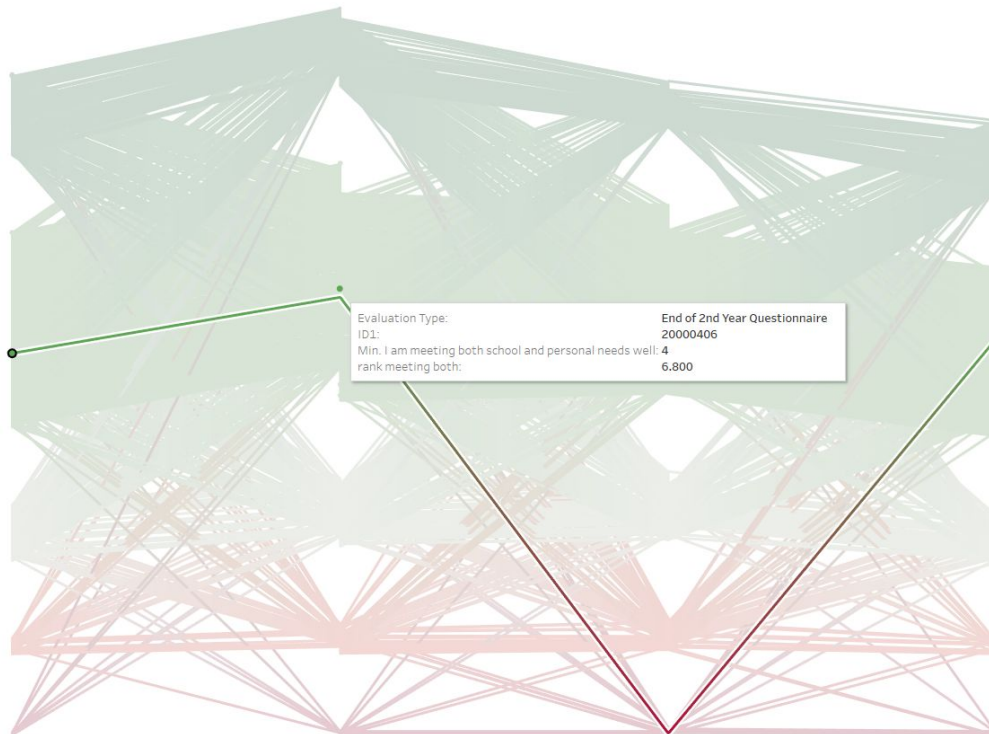 Evaluation Type: End of 2nd Year Questionnaire
ID1: 20000406
Min. I am meeting both school and personal needs well: 4
rank meeting both: 6.800